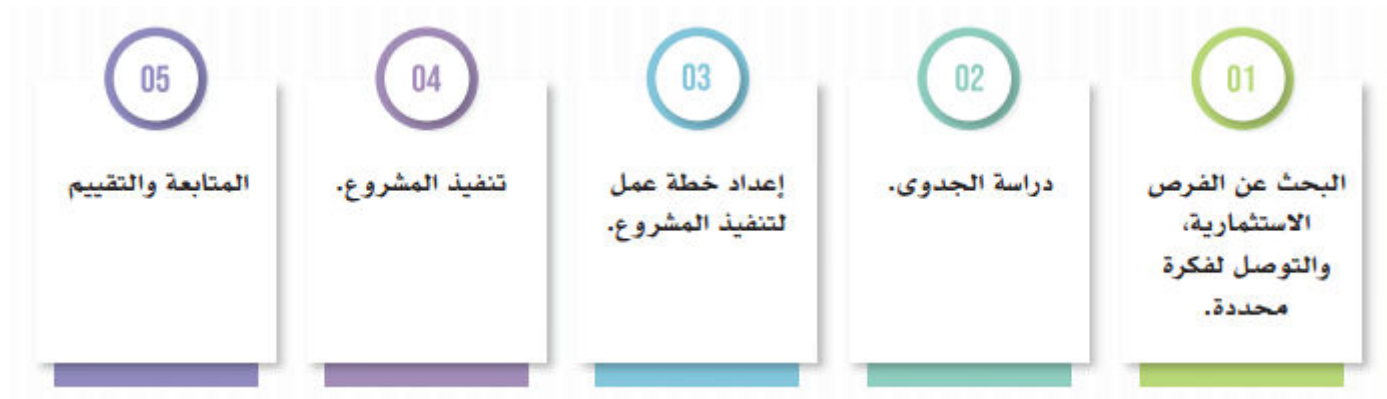 01
البحث عن الفرص
الاستثمارية،
والتوصل لفكرة
محددة.
02
دراسة الجدوى.
03
إعداد خطة عمل
لتنفيذ المشروع.
04
تنفيذ المشروع.
05
المتابعة والتقييم